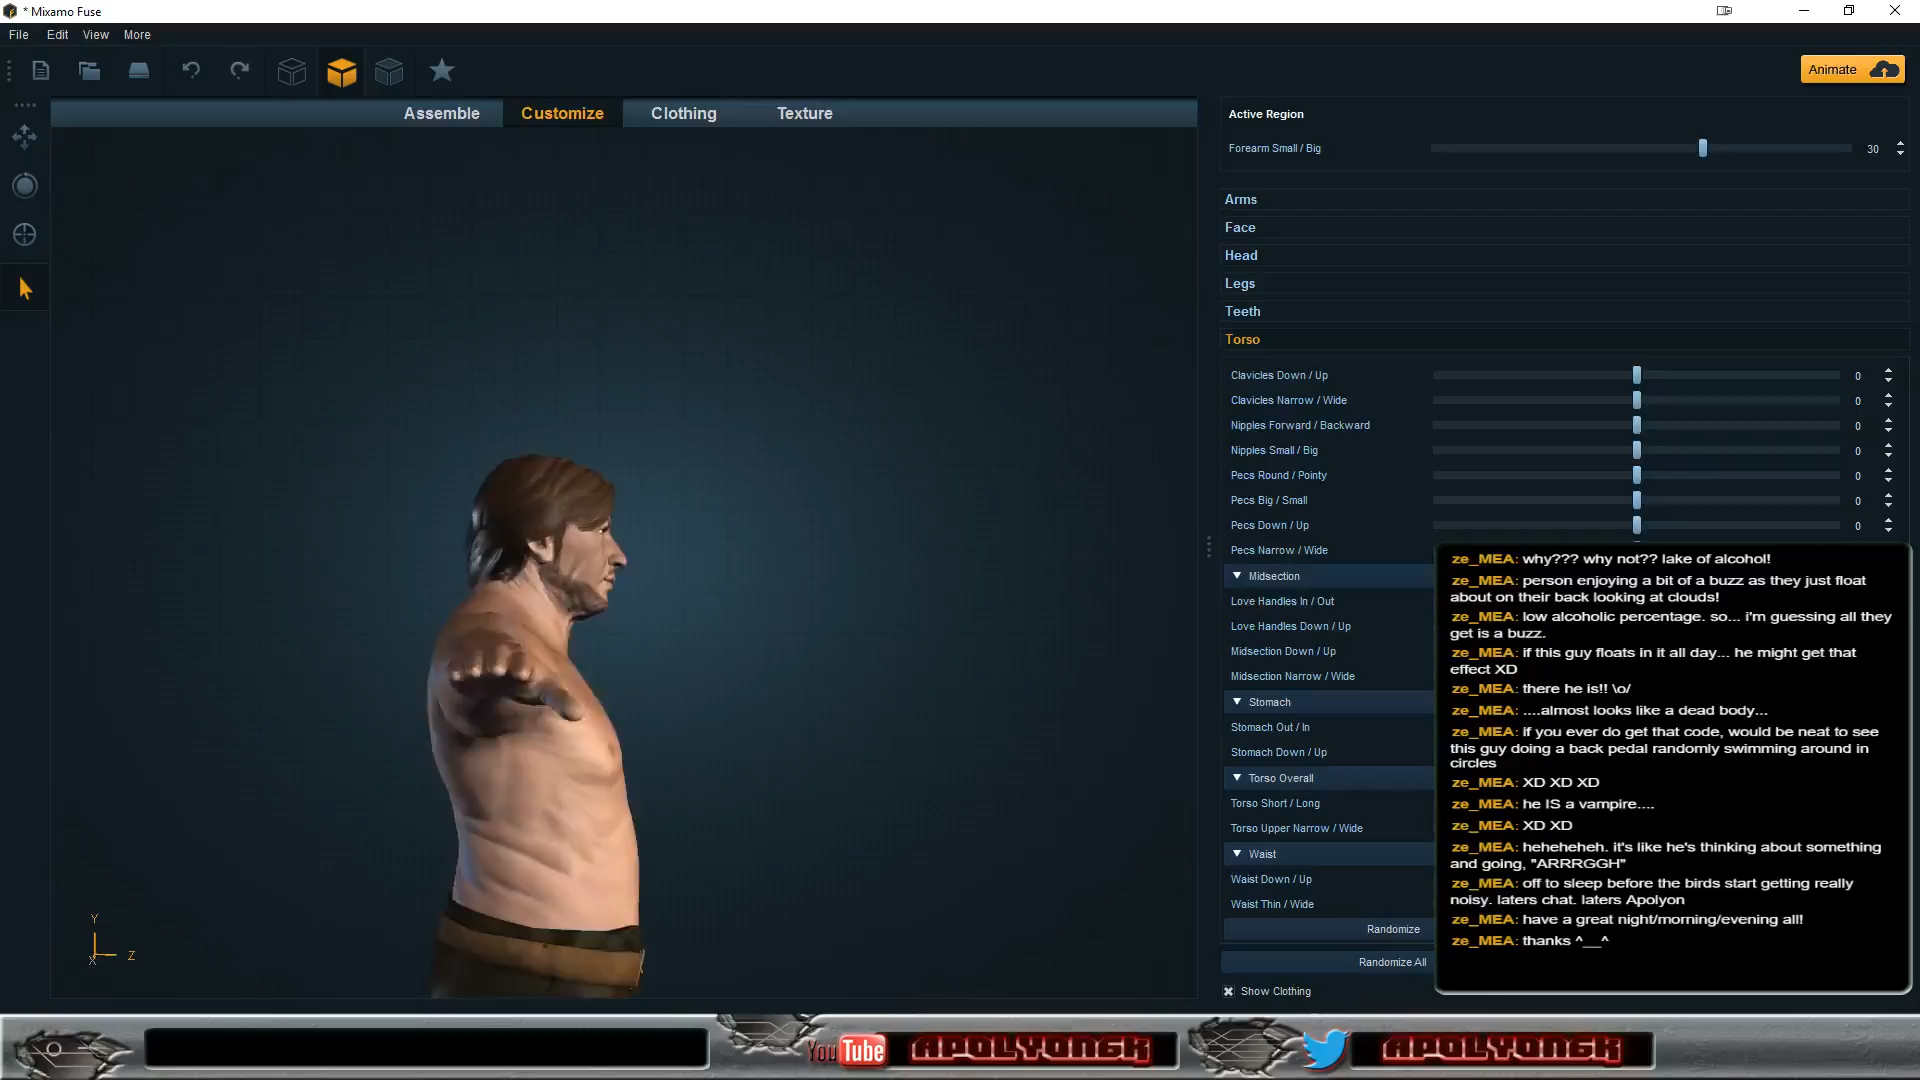 * Mixamo Fuse
File Edit View More
Animate
Assemble Customize Clothing Texture
Active Region
Forearm Small / Big 30
Arms
Face
Head
Legs
Teeth
Torso
Clavicles Down / Up 0
Clavicles Narrow / Wide 0
Nipples Forward / Backward 0
Nipples Small / Big 0
Pecs Round / Pointy 0
Pecs Big / Small 0
Pecs Down / Up 0
Pecs Narrow / Wide
Midsection
Love Handles In / Out
Love Handles Down / Up
Midsection Down / Up
Midsection Narrow / Wide
Stomach
Stomach Out / In
Stomach Down / Up
Torso Overall
Torso Short / Long
Torso Upper Narrow / Wide
Waist
Waist Down / Up
Waist Thin / Wide
Randomize
Randomize All
Show Clothing
ze_MEA: why??? why not?? lake of alcohol!
ze_MEA: person enjoying a bit of a buzz as they just float
about on their back looking at clouds!
ze_MEA: low alcoholic percentage. so... i'm guessing all they
get is a buzz.
ze_MEA: if this guy floats in it all day... he might get that
effect XD
ze_MEA: there he is!! \o/
ze_MEA: ....almost looks like a dead body...
ze_MEA: if you ever do get that code, would be neat to see
this guy doing a back pedal randomly swimming around in
circles
ze_MEA: XD XD XD
ze_MEA: he IS a vampire....
ze_MEA: XD XD
ze_MEA: heheheheh. it's like he's thinking about something
and going, "ARRRGGH"
ze_MEA: off to sleep before the birds start getting really
noisy. laters chat. laters Apolyon
ze_MEA: have a great night/morning/evening all!
ze_MEA: thanks ^__^
Y
X Z
YouTube APOLYON6K APOLYON6K